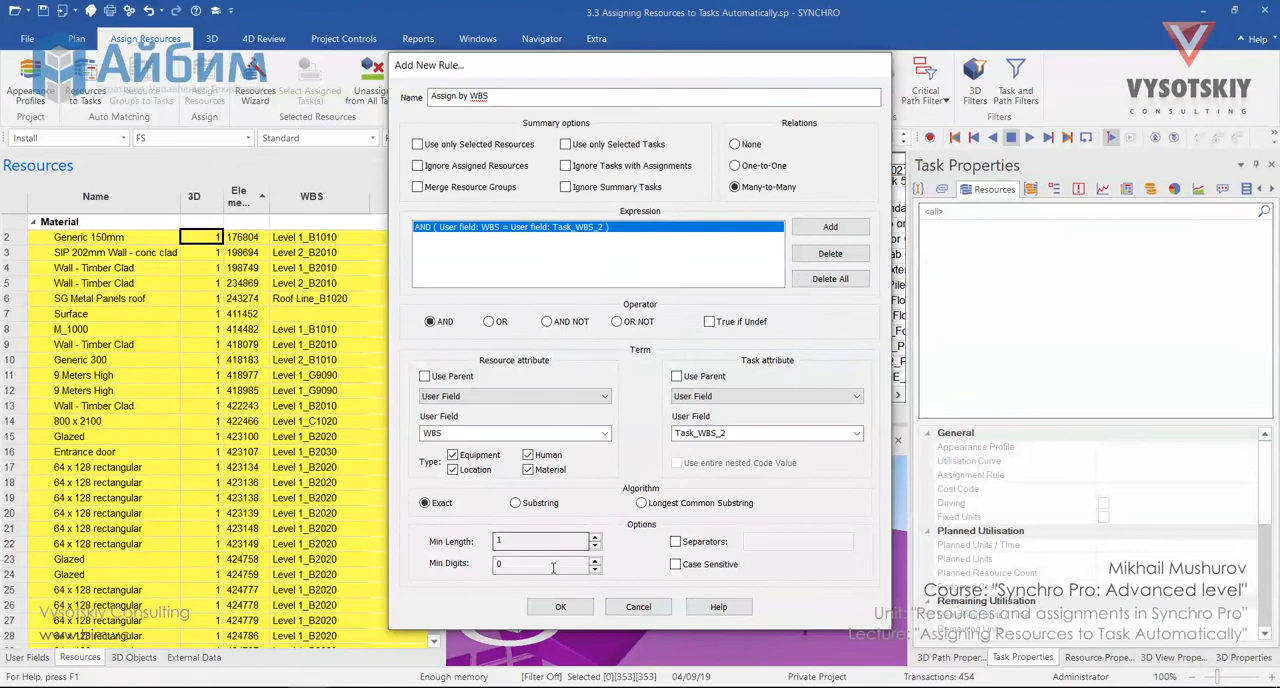 3.3 Assigning Resources to Tasks Automatically.sp - SYNCHRO
File Plan Assign Resources 3D 4D Review Project Controls Reports Windows Navigator Extra Help
Айбим
VYSOTSKIY
CONSULTING
Appearance Profiles
Resources to Tasks
Resource Groups to Tasks
Assign Resources
Resources Wizard
Select Assigned Task(s)
Unassign from All Ta
Critical Path Filter
3D Filters
Task and Path Filters
Project Auto Matching Assign Selected Resources Filters
Install FS Standard
Resources
Name 3D Ele me... WBS
Material
2 Generic 150mm 1 176804 Level 1_B1010
3 SIP 202mm Wall - conc clad 1 198694 Level 2_B2010
4 Wall - Timber Clad 1 198749 Level 1_B2010
5 Wall - Timber Clad 1 234869 Level 2_B2010
6 SG Metal Panels roof 1 243274 Roof Line_B1020
7 Surface 1 411452
8 M_1000 1 414482 Level 1_B1010
9 Wall - Timber Clad 1 418079 Level 1_B2010
10 Generic 300 1 418183 Level 2_B1010
11 9 Meters High 1 418977 Level 1_G9090
12 9 Meters High 1 418985 Level 1_G9090
13 Wall - Timber Clad 1 422243 Level 1_B2010
14 800 x 2100 1 422466 Level 1_C1020
15 Glazed 1 423100 Level 1_B2020
16 Entrance door 1 423107 Level 1_B2030
17 64 x 128 rectangular 1 423134 Level 1_B2020
18 64 x 128 rectangular 1 423136 Level 1_B2020
19 64 x 128 rectangular 1 423139 Level 1_B2020
20 64 x 128 rectangular 1 423140 Level 1_B2020
21 64 x 128 rectangular 1 423142 Level 1_B2020
22 64 x 128 rectangular 1 423144 Level 1_B2020
23 Glazed 1 424758 Level 1_B2020
24 Glazed 1 424759 Level 1_B2020
25 64 x 128 rectangular 1 424777 Level 1_B2020
26 64 x 128 rectangular 1 424778 Level 1_B2020
27 64 x 128 rectangular 1 424779 Level 1_B2020
28 64 x 128 rectangular 1 424786 Level 1_B2020
Vysotskiy Consulting
User Fields Resources 3D Objects External Data
Add New Rule...
Name Assign by WBS
Summary options Relations
Use only Selected Resources Use only Selected Tasks None
Ignore Assigned Resources Ignore Tasks with Assignments One-to-One
Merge Resource Groups Ignore Summary Tasks Many-to-Many
Expression
AND ( User field: WBS = User field: Task_WBS_2 )
Add
Delete
Delete All
Operator
AND OR AND NOT OR NOT True if Undef
Term
Resource attribute Task attribute
Use Parent Use Parent
User Field User Field
User Field User Field
WBS Task_WBS_2
Type: Equipment Human
Location Material
Use entire nested Code Value
Algorithm
Exact Substring Longest Common Substring
Options
Min Length: 1 Separators:
Min Digits: 0 Case Sensitive
OK Cancel Help
Task Properties
Resources
<all>
General
Appearance Profile
Utilisation Curve
Assignment Rule
Cost Code
Driving
Fixed Units
Planned Utilisation
Planned Units / Time
Planned Units
Planned Resource Count
Remaining Utilisation
Mikhail Mushurov
Course: "Synchro Pro: Advanced level"
Unit: "Resources and assignments in Synchro Pro"
Lecture: "Assigning Resources to Task Automatically"
3D Path Proper... Task Properties Resource Prope... 3D View Prope... 3D Properties
For Help, press F1 Enough memory [Filter Off] Selected [0][353][353] 04/09/19 Private Project Transactions: 454 Administrator 100%